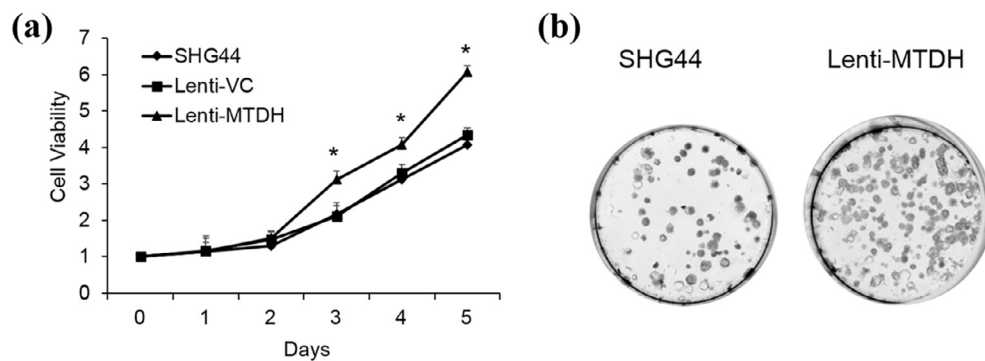 (a)
7
6
5
4
3
2
1
0
Cell Viability
SHG44
Lenti-VC
Lenti-MTDH
*
*
*
0 1 2 3 4 5
Days
(b)
SHG44 Lenti-MTDH